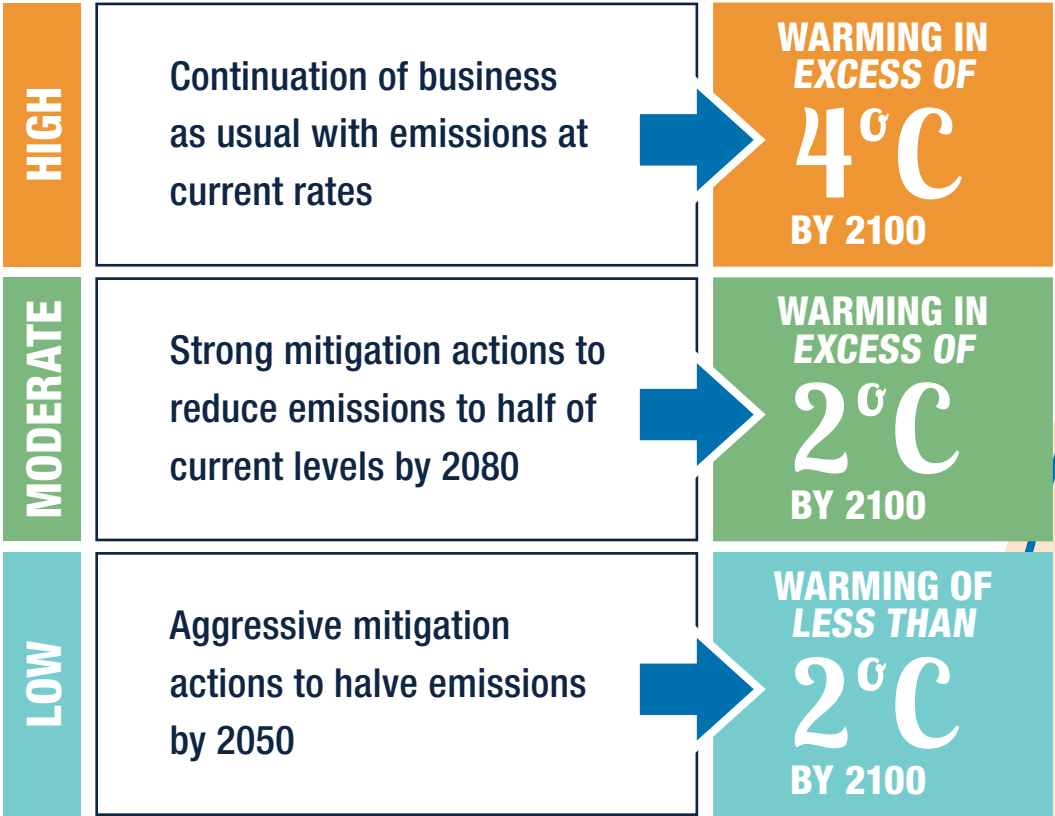 HIGH
Continuation of business
as usual with emissions at
current rates
WARMING IN
EXCESS OF
4°C
BY 2100
MODERATE
Strong mitigation actions to
reduce emissions to half of
current levels by 2080
WARMING IN
EXCESS OF
2°C
BY 2100
LOW
Aggressive mitigation
actions to halve emissions
by 2050
WARMING OF
LESS THAN
2°C
BY 2100